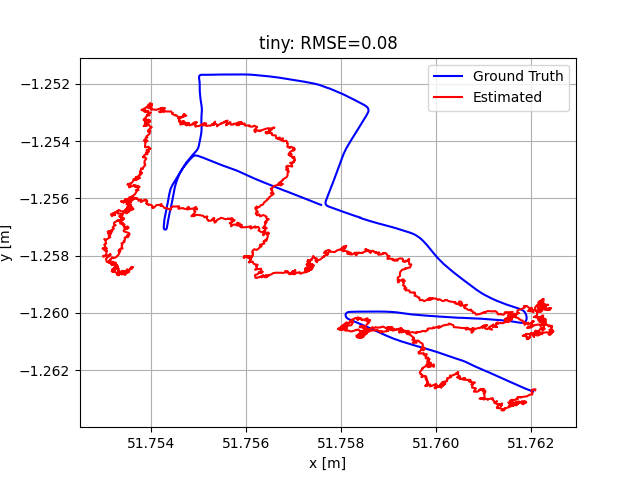 tiny: RMSE=0.08
Ground Truth
Estimated
−1.252
−1.254
−1.256
−1.258
−1.260
−1.262
y [m]
51.754 51.756 51.758 51.760 51.762
x [m]